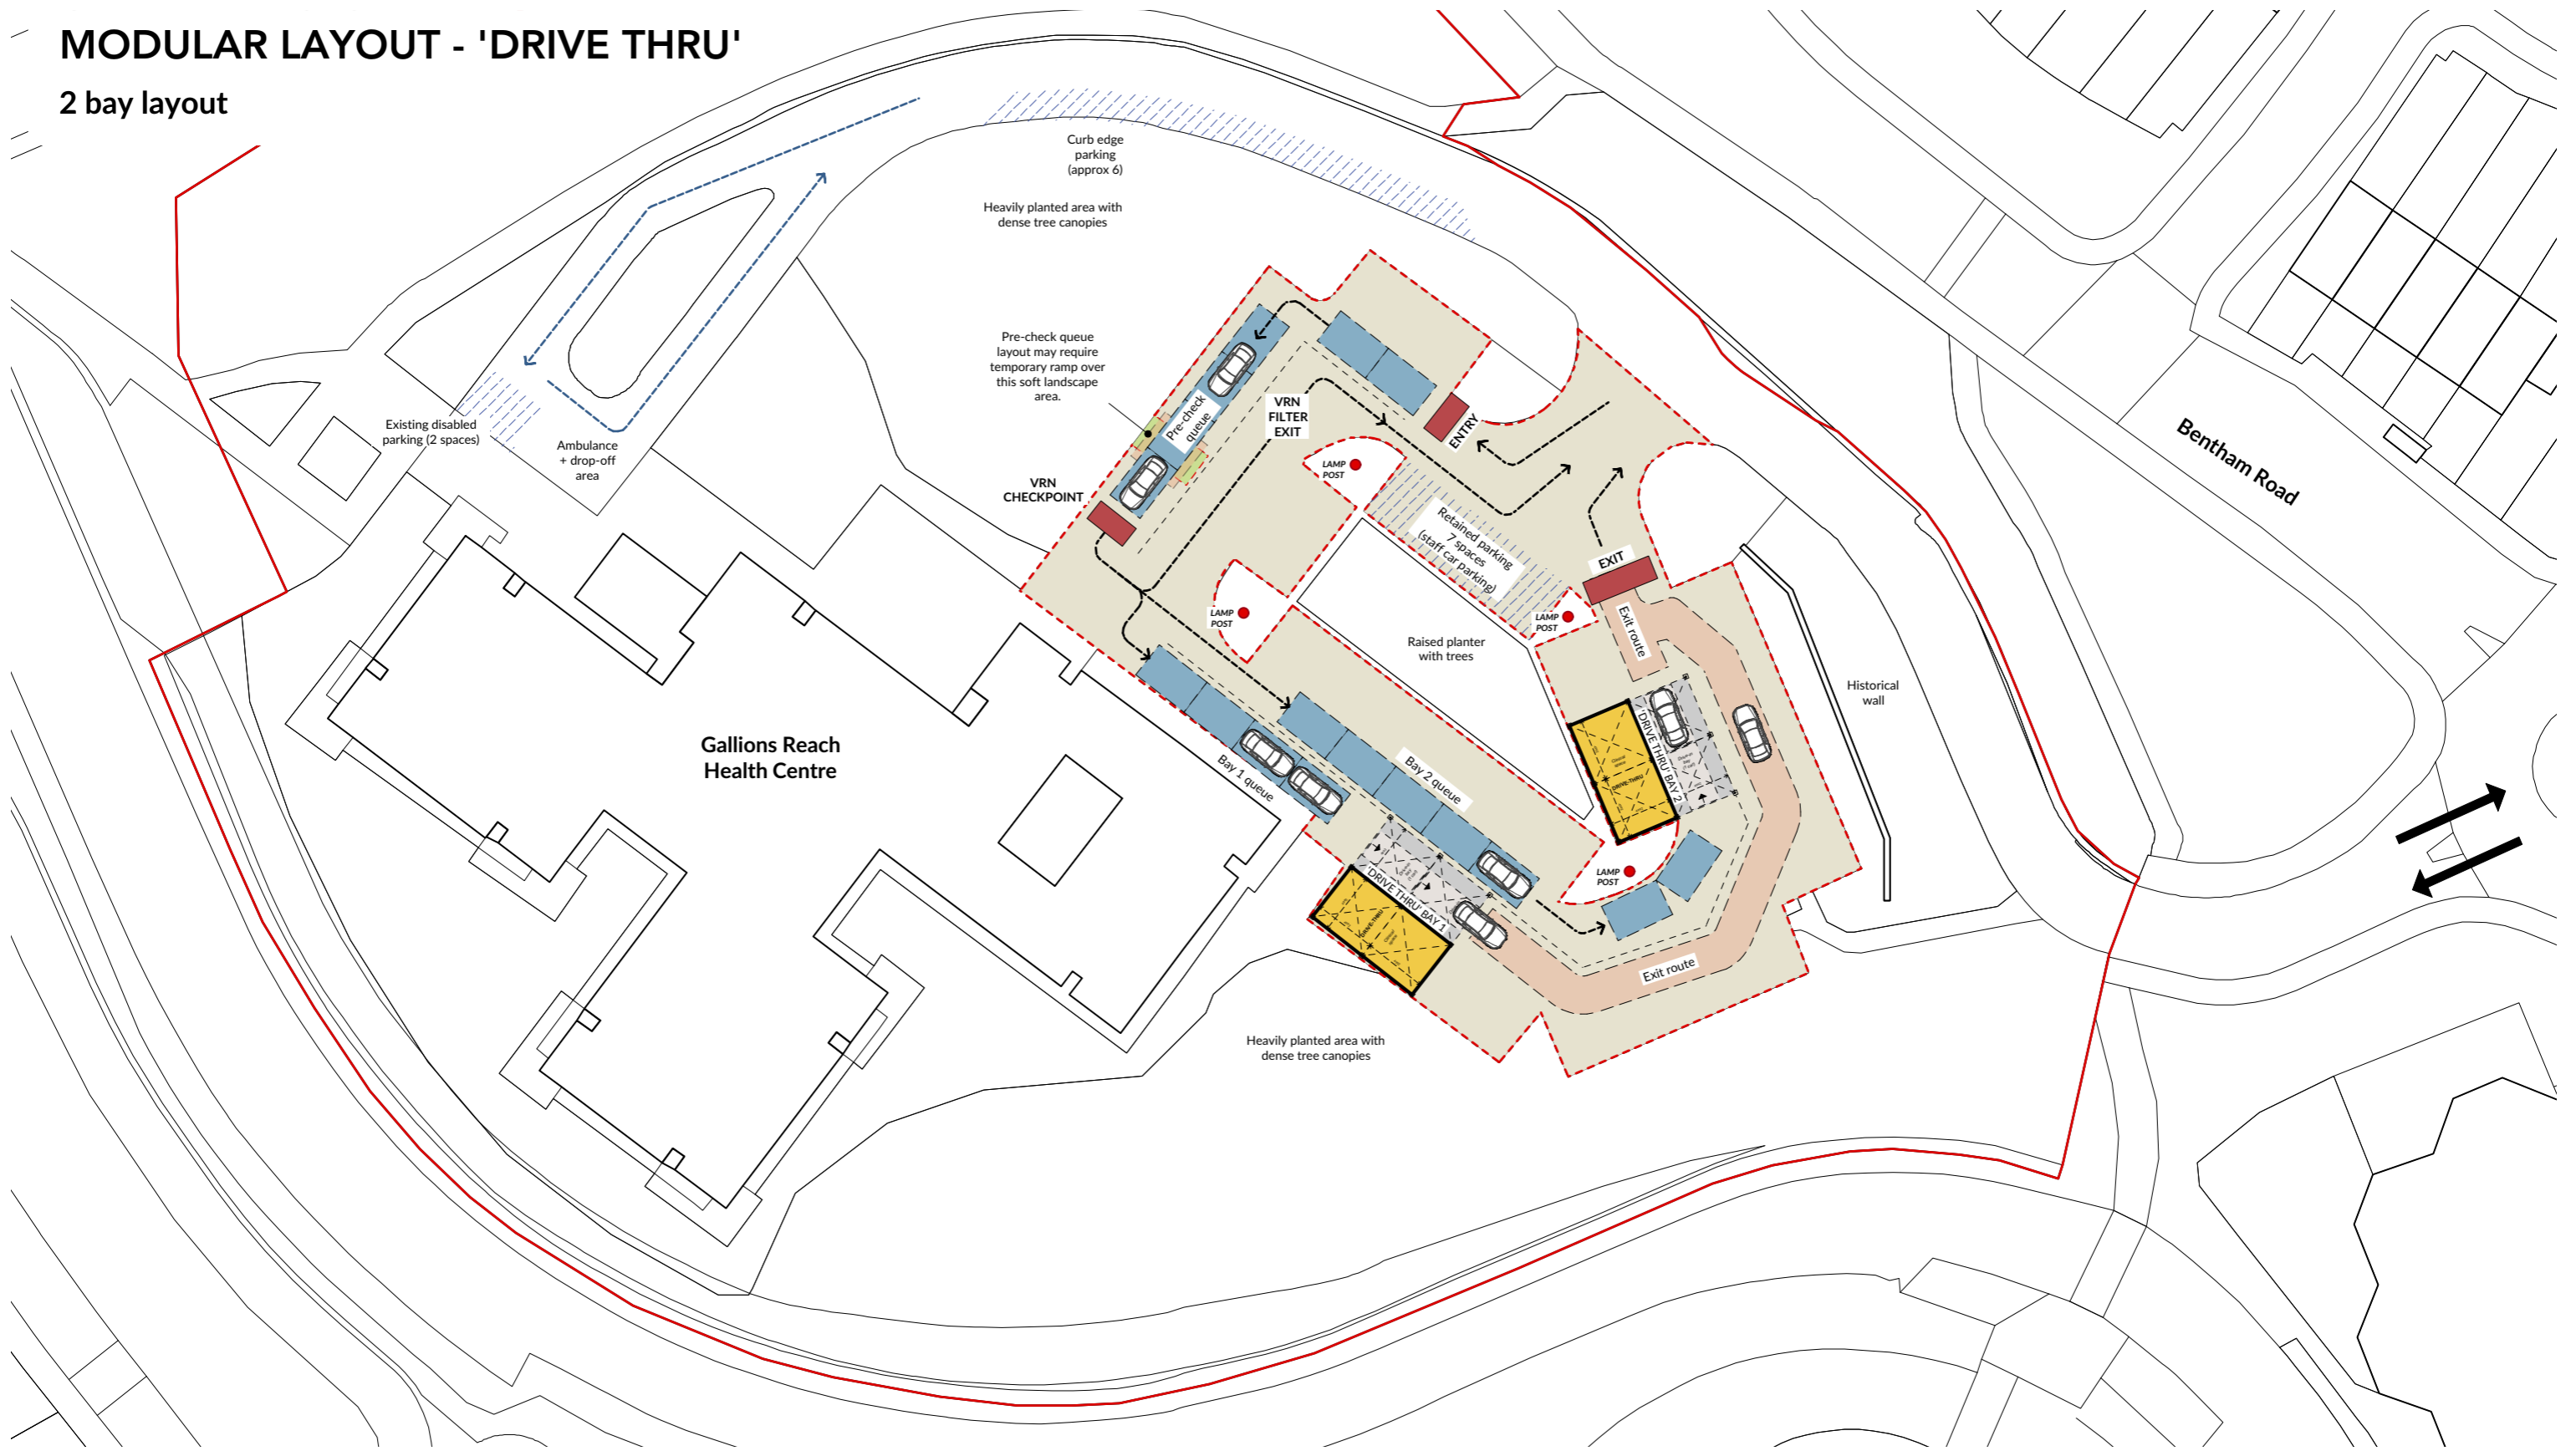 MODULAR LAYOUT - 'DRIVE THRU'
2 bay layout
Curb edge
parking
(approx 6)
Heavily planted area with
dense tree canopies
Pre-check queue
layout may require
temporary ramp over
this soft landscape
area.
Existing disabled
parking (2 spaces)
Ambulance
+ drop-off
area
VRN
CHECKPOINT
Pre-check
queue
VRN
FILTER
EXIT
ENTRY
LAMP
POST
Retained parking
7 spaces
(staff car parking)
EXIT
Bentham Road
LAMP
POST
LAMP
POST
Exit route
Raised planter
with trees
Historical
wall
Gallions Reach
Health Centre
Bay 1 queue
Bay 2 queue
'DRIVE THRU' BAY 2
DRIVE-THRU
'DRIVE THRU' BAY 1
DRIVE-THRU
LAMP
POST
Exit route
Heavily planted area with
dense tree canopies